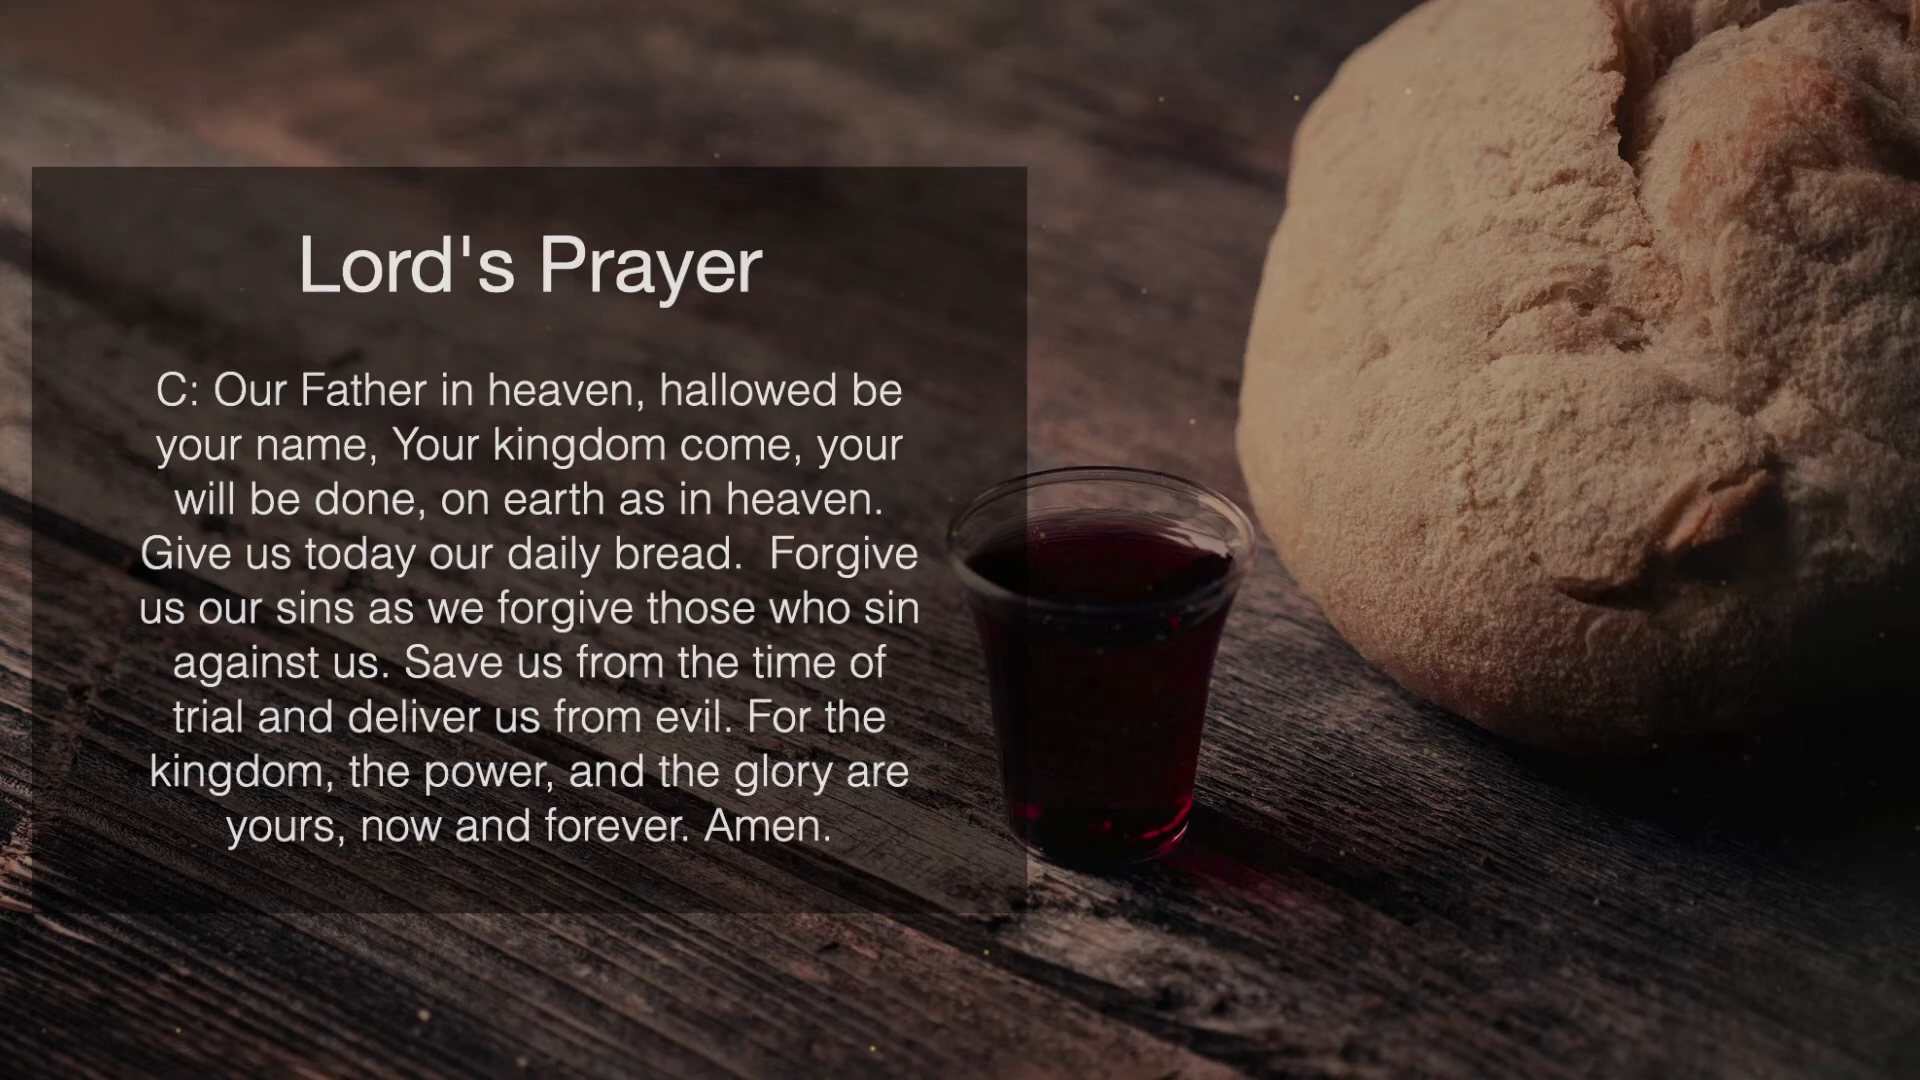 Lord's Prayer
C: Our Father in heaven, hallowed be
your name, Your kingdom come, your
will be done, on earth as in heaven.
Give us today our daily bread.  Forgive
us our sins as we forgive those who sin
against us. Save us from the time of
trial and deliver us from evil. For the
kingdom, the power, and the glory are
yours, now and forever. Amen.